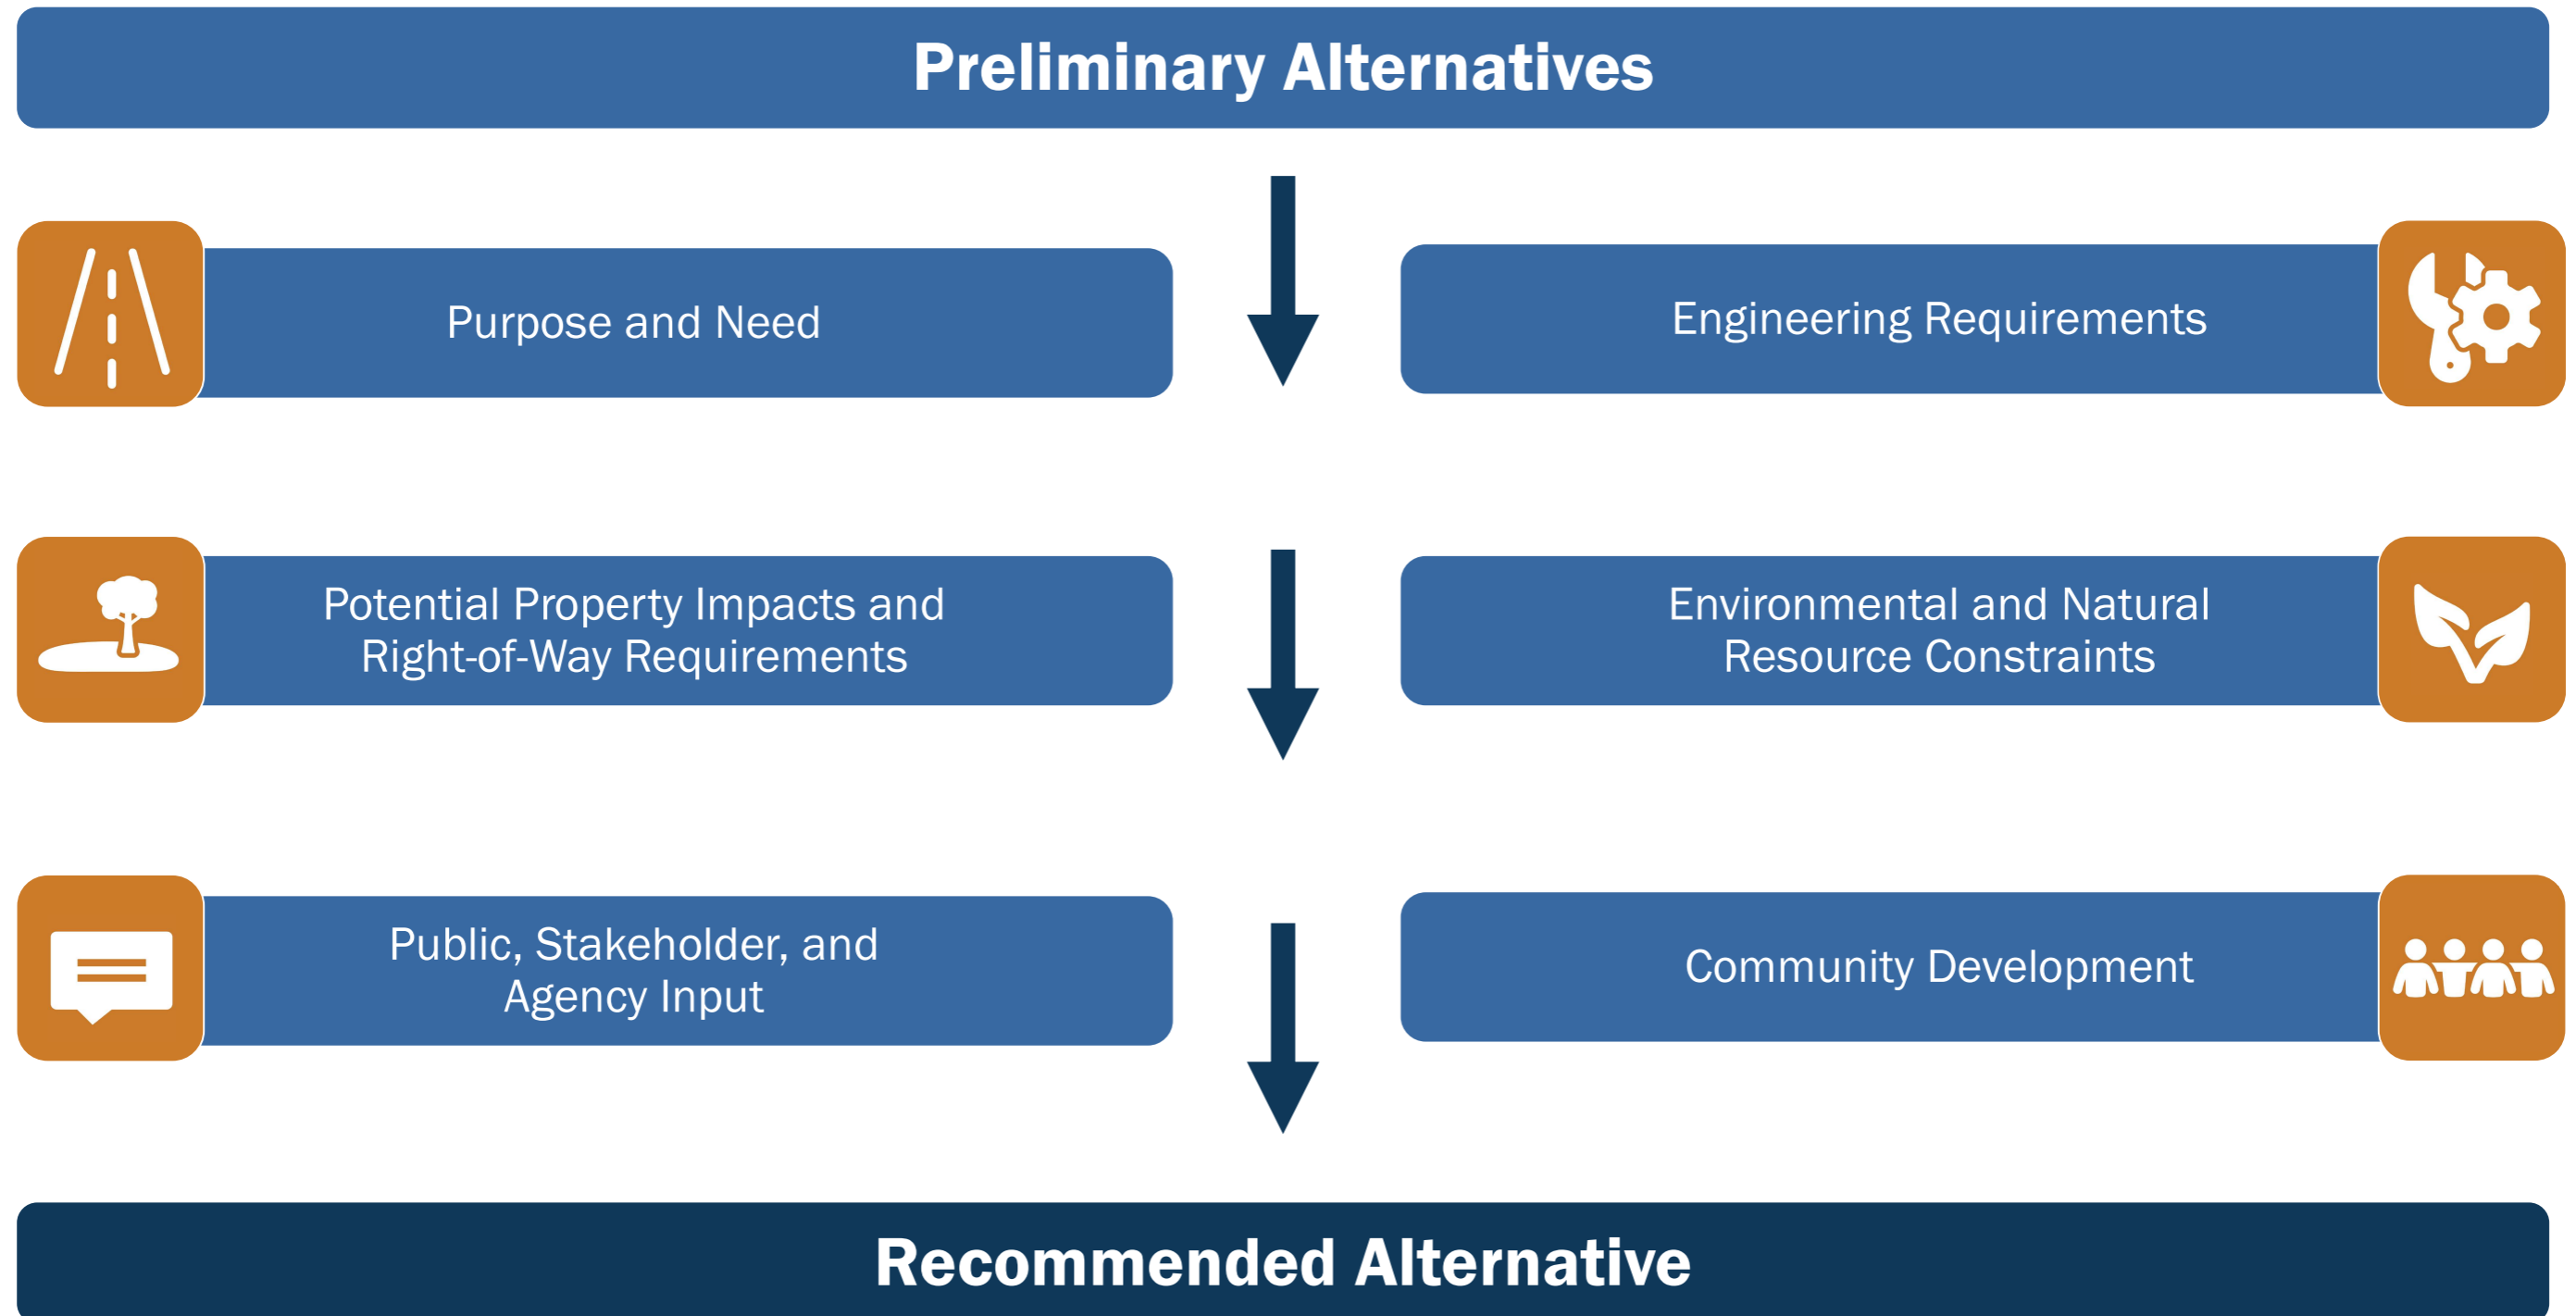 Preliminary Alternatives
Purpose and Need
Engineering Requirements
Potential Property Impacts and
Right-of-Way Requirements
Environmental and Natural
Resource Constraints
Public, Stakeholder, and
Agency Input
Community Development
Recommended Alternative